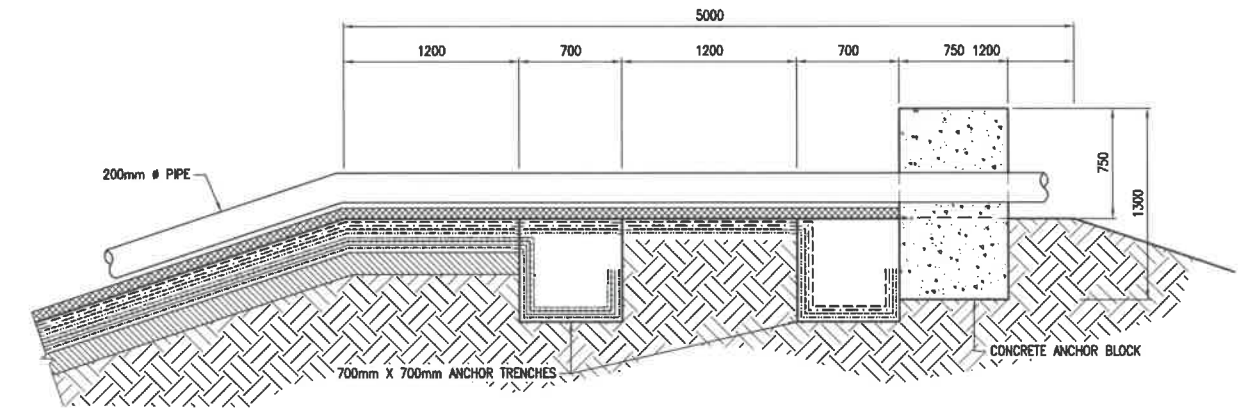 5000
1200
700
1200
700
750 1200
200mm ø PIPE
750
1300
CONCRETE ANCHOR BLOCK
700mm X 700mm ANCHOR TRENCHES